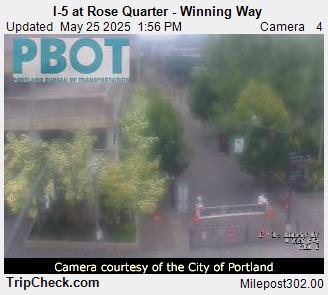 I-5 at Rose Quarter - Winning Way
Updated May 25 2025 1:56 PM Camera 4
PBOT
PORTLAND BUREAU OF TRANSPORTATION
Camera courtesy of the City of Portland
TripCheck.com Milepost302.00